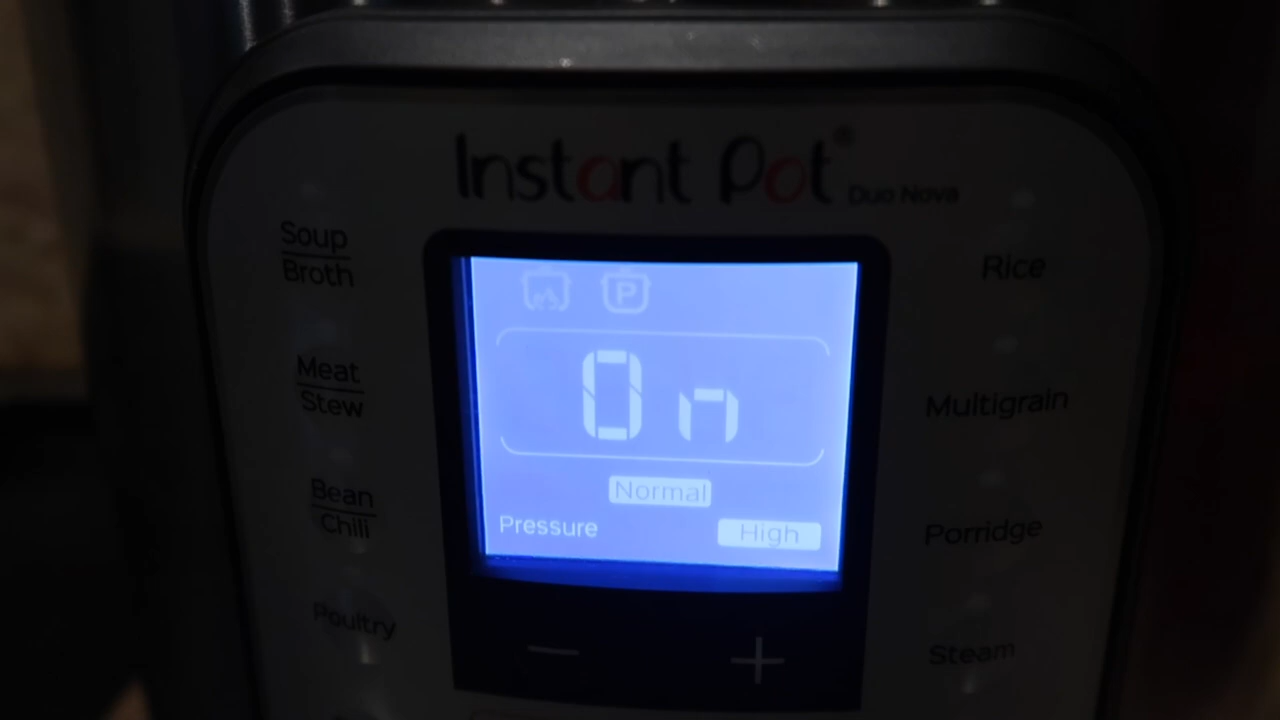 Instant Pot®
Duo Nova
Soup
Broth
Meat
Stew
Bean
Chili
Poultry
P
On
Normal
Pressure High
− +
Rice
Multigrain
Porridge
Steam